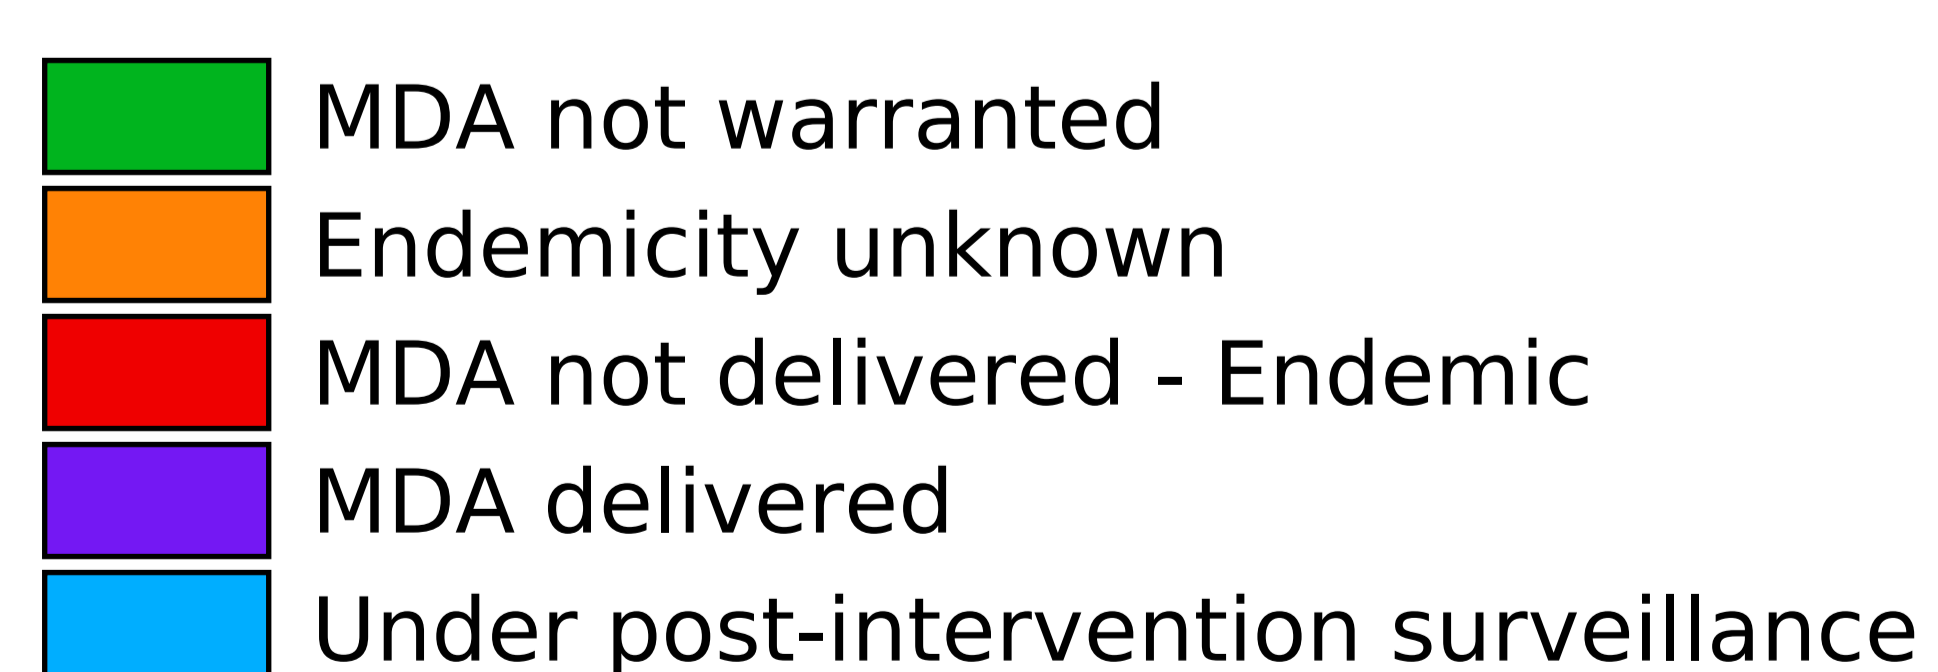 MDA not warranted
Endemicity unknown
MDA not delivered - Endemic
MDA delivered
Under post-intervention surveillance